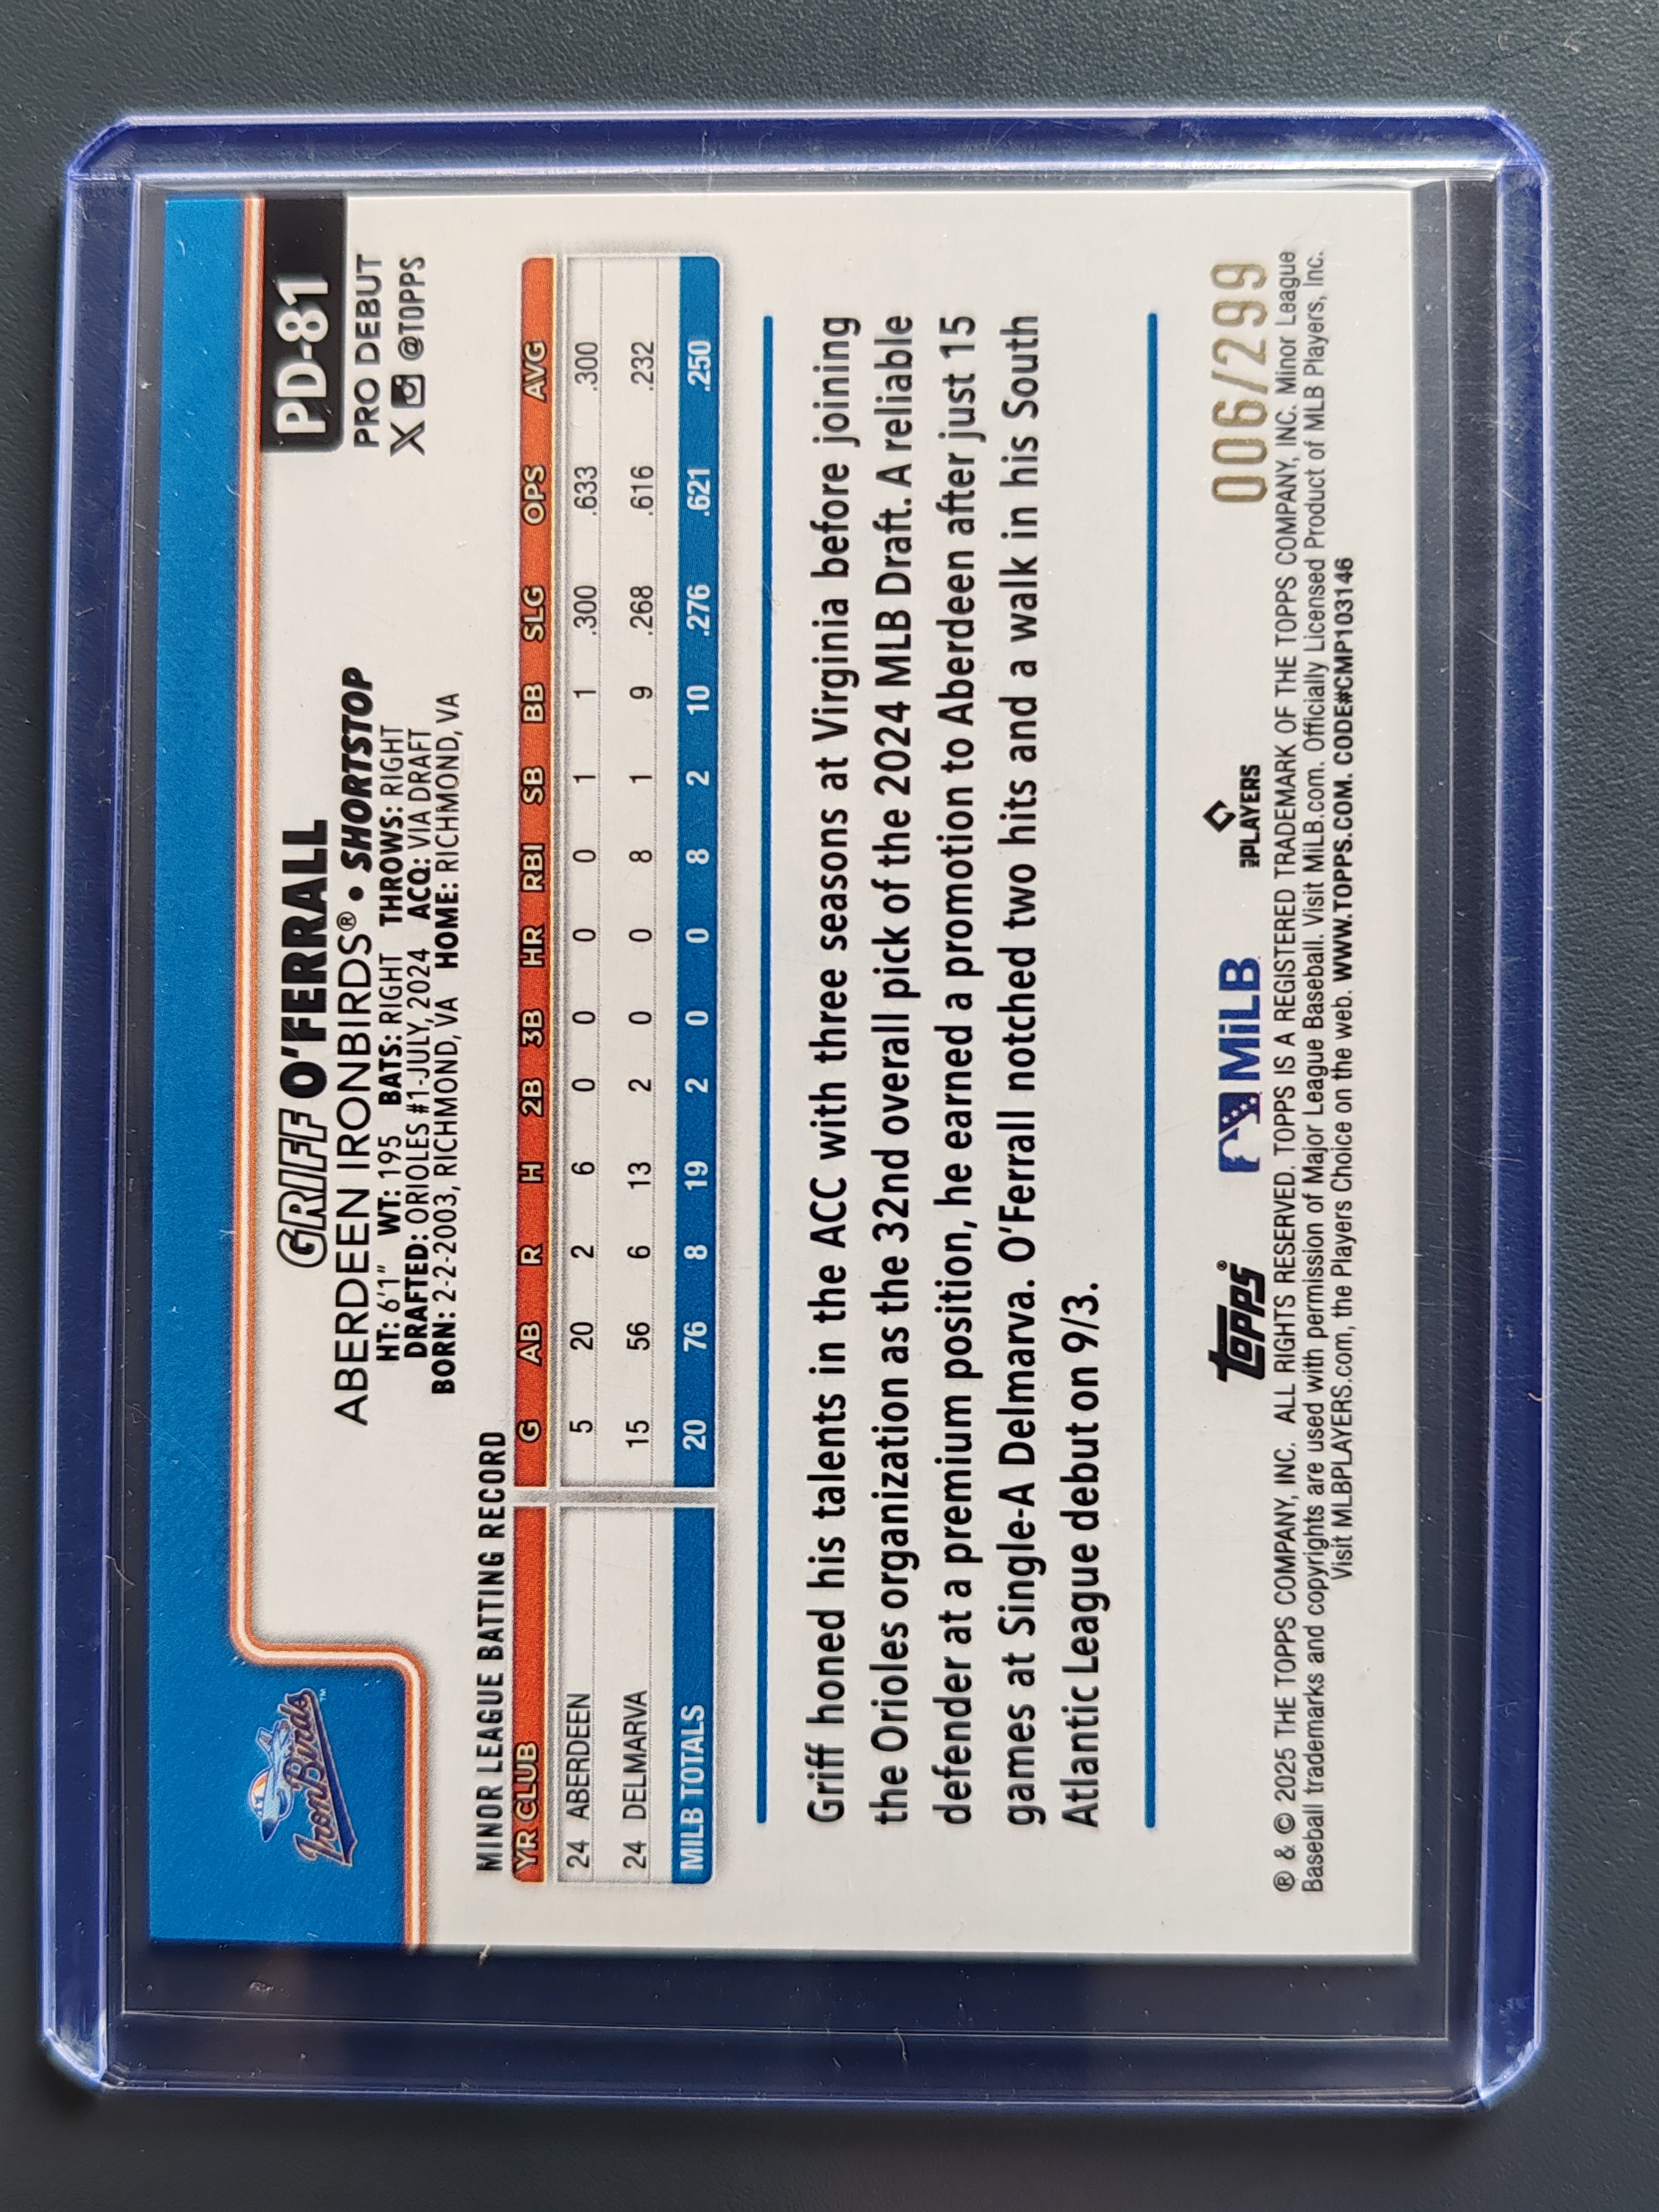 IronBirds™
PD-81
PRO DEBUT
X @TOPPS
GRIFF O'FERRALL
ABERDEEN IRONBIRDS® • SHORTSTOP
HT: 6'1" WT: 195 BATS: RIGHT THROWS: RIGHT
DRAFTED: ORIOLES #1-JULY, 2024 ACQ: VIA DRAFT
BORN: 2-2-2003, RICHMOND, VA HOME: RICHMOND, VA
MINOR LEAGUE BATTING RECORD
YR CLUB G AB R H 2B 3B HR RBI SB BB SLG OPS AVG
24 ABERDEEN 5 20 2 6 0 0 0 0 1 1 .300 .633 .300
24 DELMARVA 15 56 6 13 2 0 0 8 1 9 .268 .616 .232
MILB TOTALS 20 76 8 19 2 0 0 8 2 10 .276 .621 .250
Griff honed his talents in the ACC with three seasons at Virginia before joining
the Orioles organization as the 32nd overall pick of the 2024 MLB Draft. A reliable
defender at a premium position, he earned a promotion to Aberdeen after just 15
games at Single-A Delmarva. O'Ferrall notched two hits and a walk in his South
Atlantic League debut on 9/3.
topps® MiLB PLAYERS 006/299
® & © 2025 THE TOPPS COMPANY, INC. ALL RIGHTS RESERVED. TOPPS IS A REGISTERED TRADEMARK OF THE TOPPS COMPANY, INC. Minor League
Baseball trademarks and copyrights are used with permission of Major League Baseball. Visit MiLB.com. Officially Licensed Product of MLB Players, Inc.
Visit MLBPLAYERS.com, the Players Choice on the web. WWW.TOPPS.COM. CODE#CMP103146